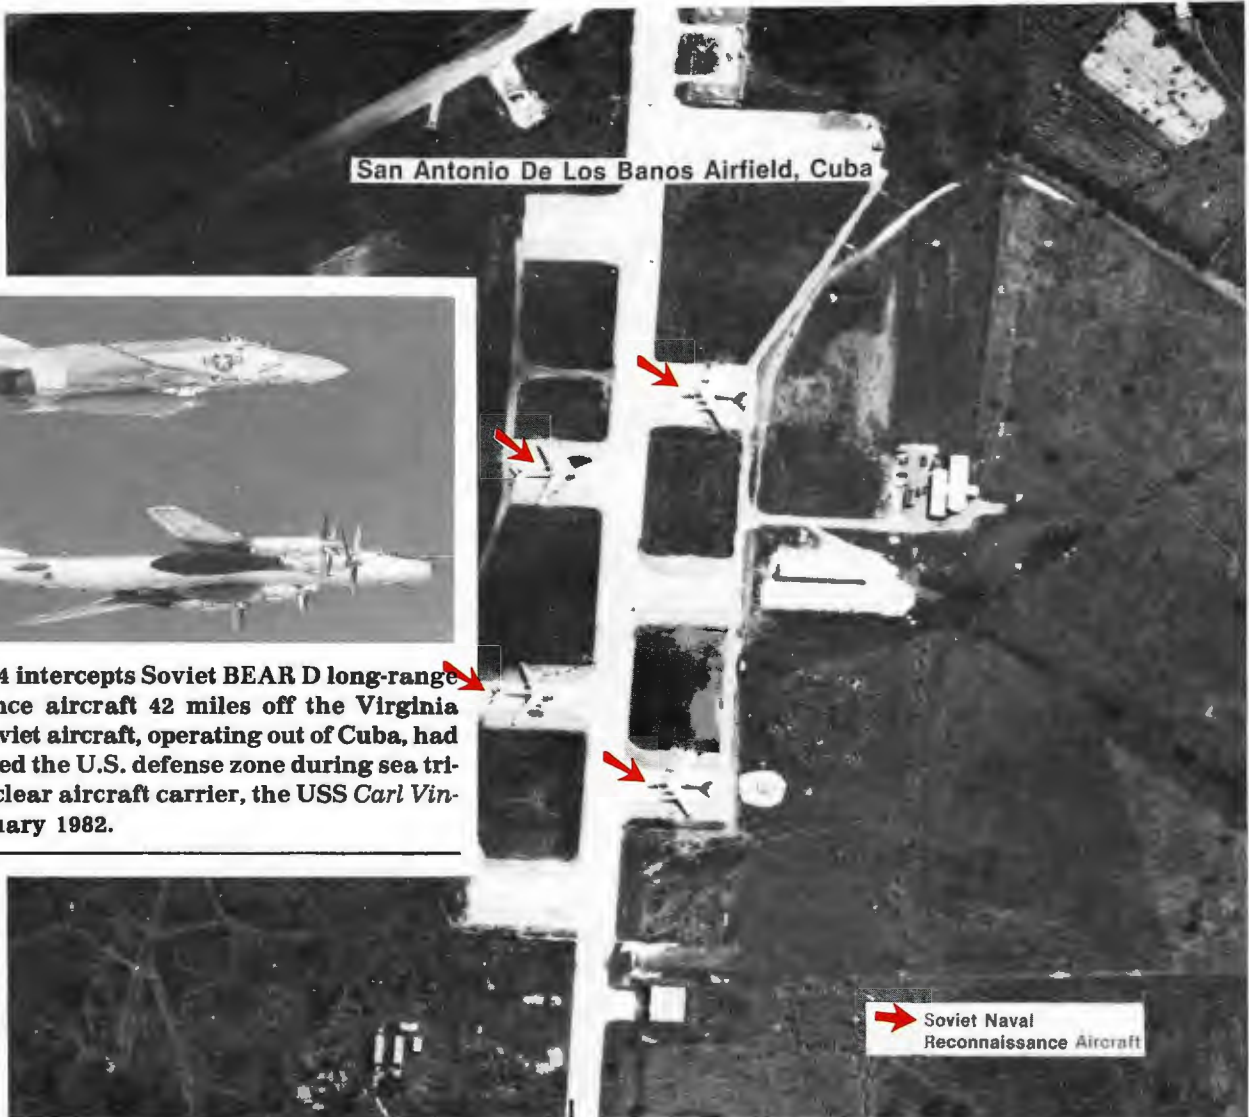 San Antonio De Los Banos Airfield, Cuba
4 intercepts Soviet BEAR D long-range
nce aircraft 42 miles off the Virginia
viet aircraft, operating out of Cuba, had
ed the U.S. defense zone during sea tri-
clear aircraft carrier, the USS Carl Vin-
uary 1982.
Soviet Naval
Reconnaissance Aircraft